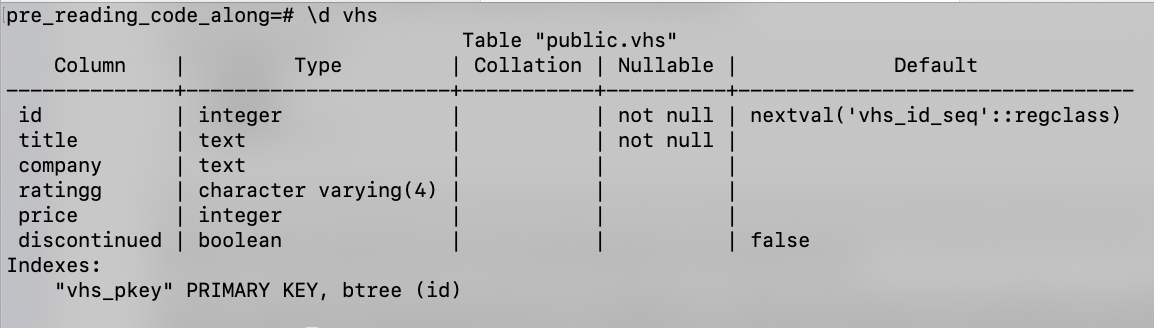 pre_reading_code_along=# \d vhs
                                      Table "public.vhs"
    Column    |         Type         | Collation | Nullable |             Default
--------------+----------------------+-----------+----------+---------------------------------
 id           | integer              |           | not null | nextval('vhs_id_seq'::regclass)
 title        | text                 |           | not null |
 company      | text                 |           |          |
 ratingg      | character varying(4) |           |          |
 price        | integer              |           |          |
 discontinued | boolean              |           |          | false
Indexes:
    "vhs_pkey" PRIMARY KEY, btree (id)